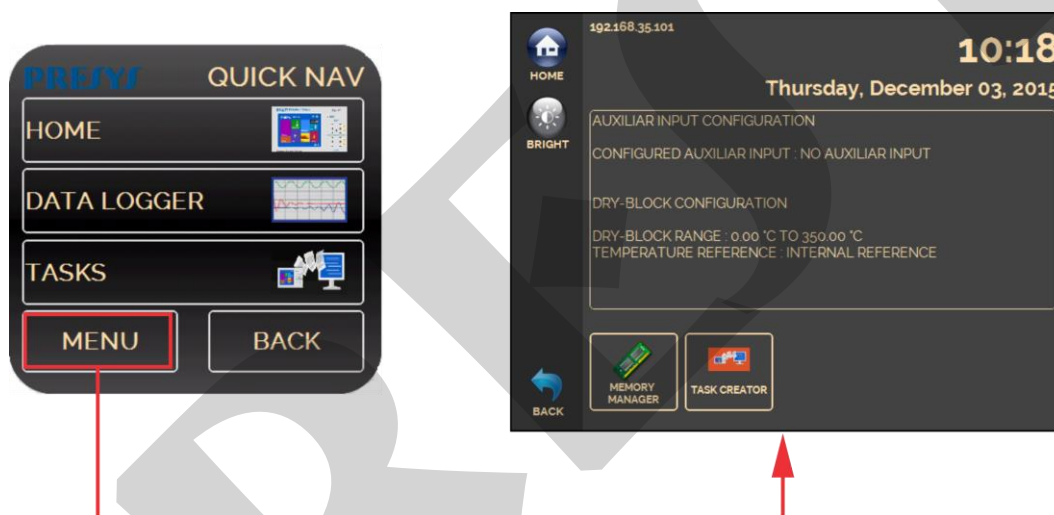 PRESYS QUICK NAV
HOME
DATA LOGGER
TASKS
MENU BACK
192.168.35.101
10:18
Thursday, December 03, 2015
HOME
BRIGHT
AUXILIAR INPUT CONFIGURATION
CONFIGURED AUXILIAR INPUT : NO AUXILIAR INPUT
DRY-BLOCK CONFIGURATION
DRY-BLOCK RANGE : 0.00 °C TO 350.00 °C
TEMPERATURE REFERENCE : INTERNAL REFERENCE
MEMORY
MANAGER
TASK CREATOR
BACK